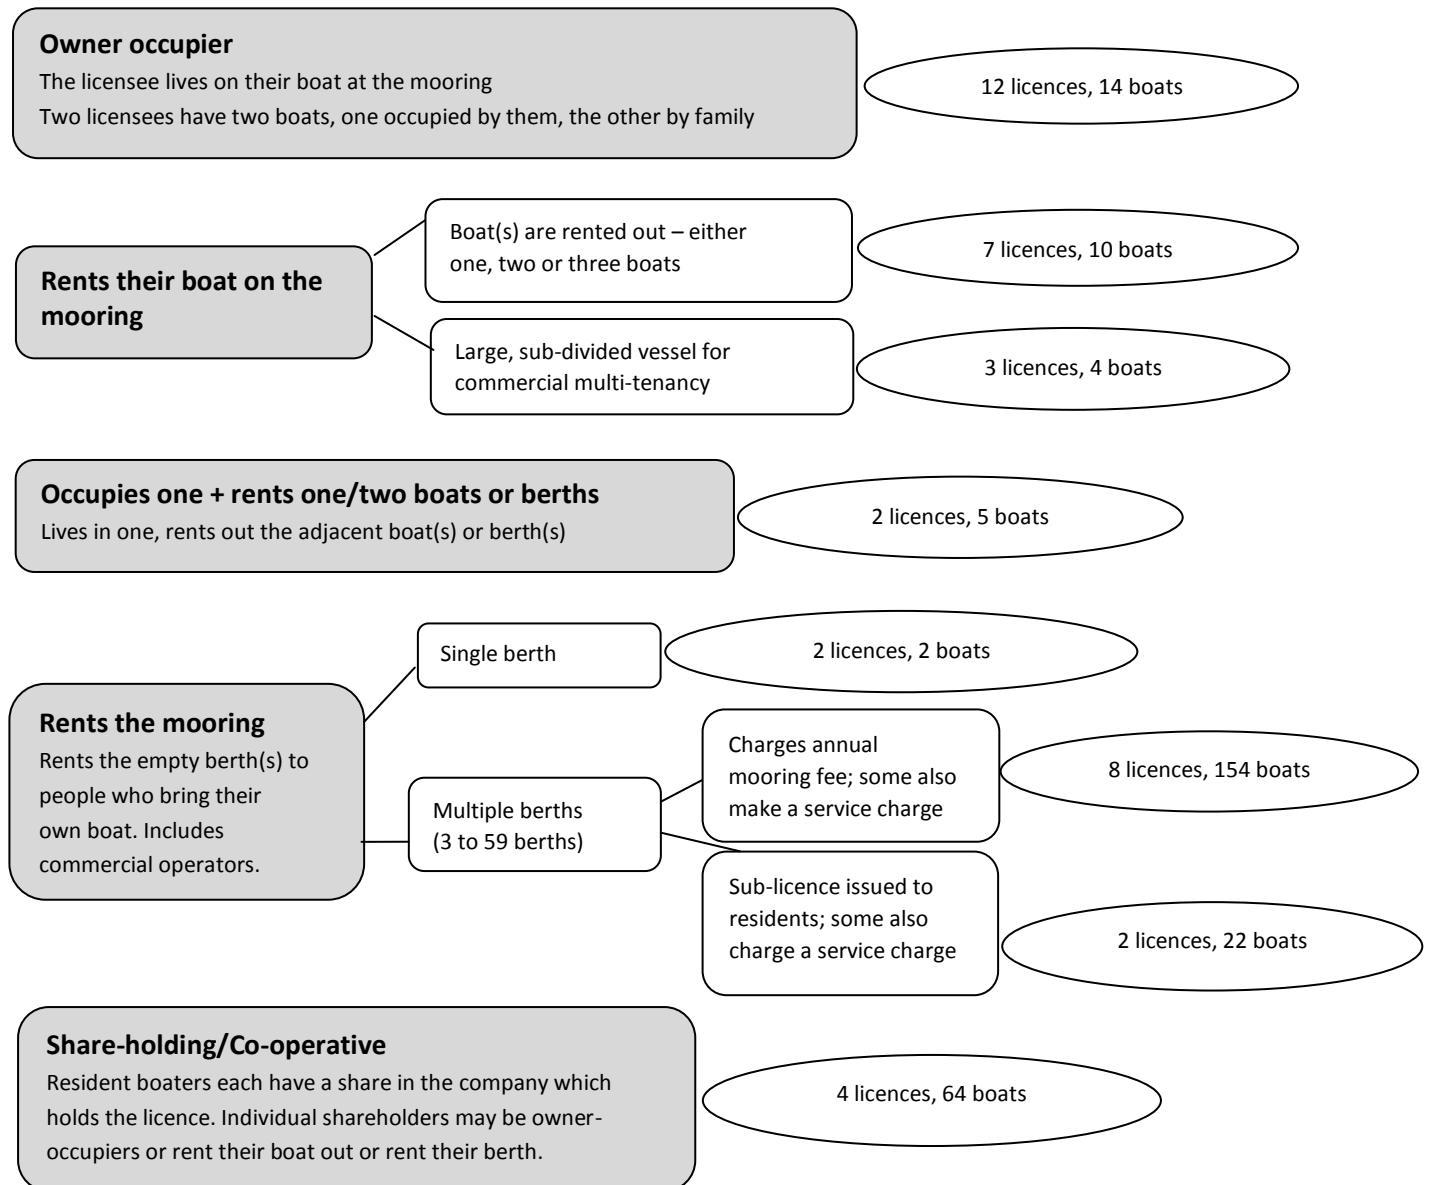 Owner occupier
The licensee lives on their boat at the mooring
Two licensees have two boats, one occupied by them, the other by family
12 licences, 14 boats
Rents their boat on the
mooring
Boat(s) are rented out – either
one, two or three boats
7 licences, 10 boats
Large, sub-divided vessel for
commercial multi-tenancy
3 licences, 4 boats
Occupies one + rents one/two boats or berths
Lives in one, rents out the adjacent boat(s) or berth(s)
2 licences, 5 boats
Rents the mooring
Rents the empty berth(s) to
people who bring their
own boat. Includes
commercial operators.
Single berth
2 licences, 2 boats
Multiple berths
(3 to 59 berths)
Charges annual
mooring fee; some also
make a service charge
8 licences, 154 boats
Sub-licence issued to
residents; some also
charge a service charge
2 licences, 22 boats
Share-holding/Co-operative
Resident boaters each have a share in the company which
holds the licence. Individual shareholders may be owner-
occupiers or rent their boat out or rent their berth.
4 licences, 64 boats